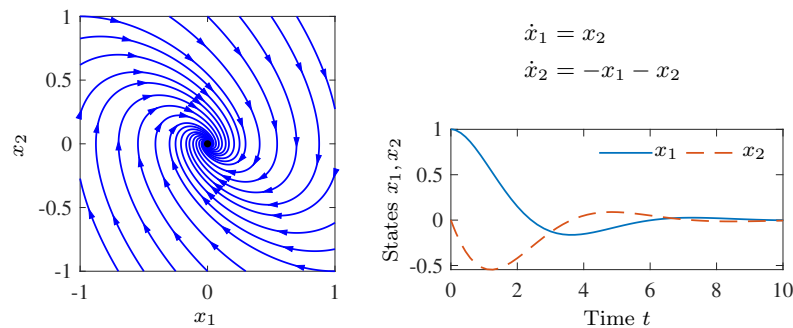 1
0.5
0
-0.5
-1
x₂
-1
0
1
x₁
ẋ₁ = x₂
ẋ₂ = −x₁ − x₂
1
0.5
0
-0.5
States x₁, x₂
x₁ x₂
0 2 4 6 8 10
Time t